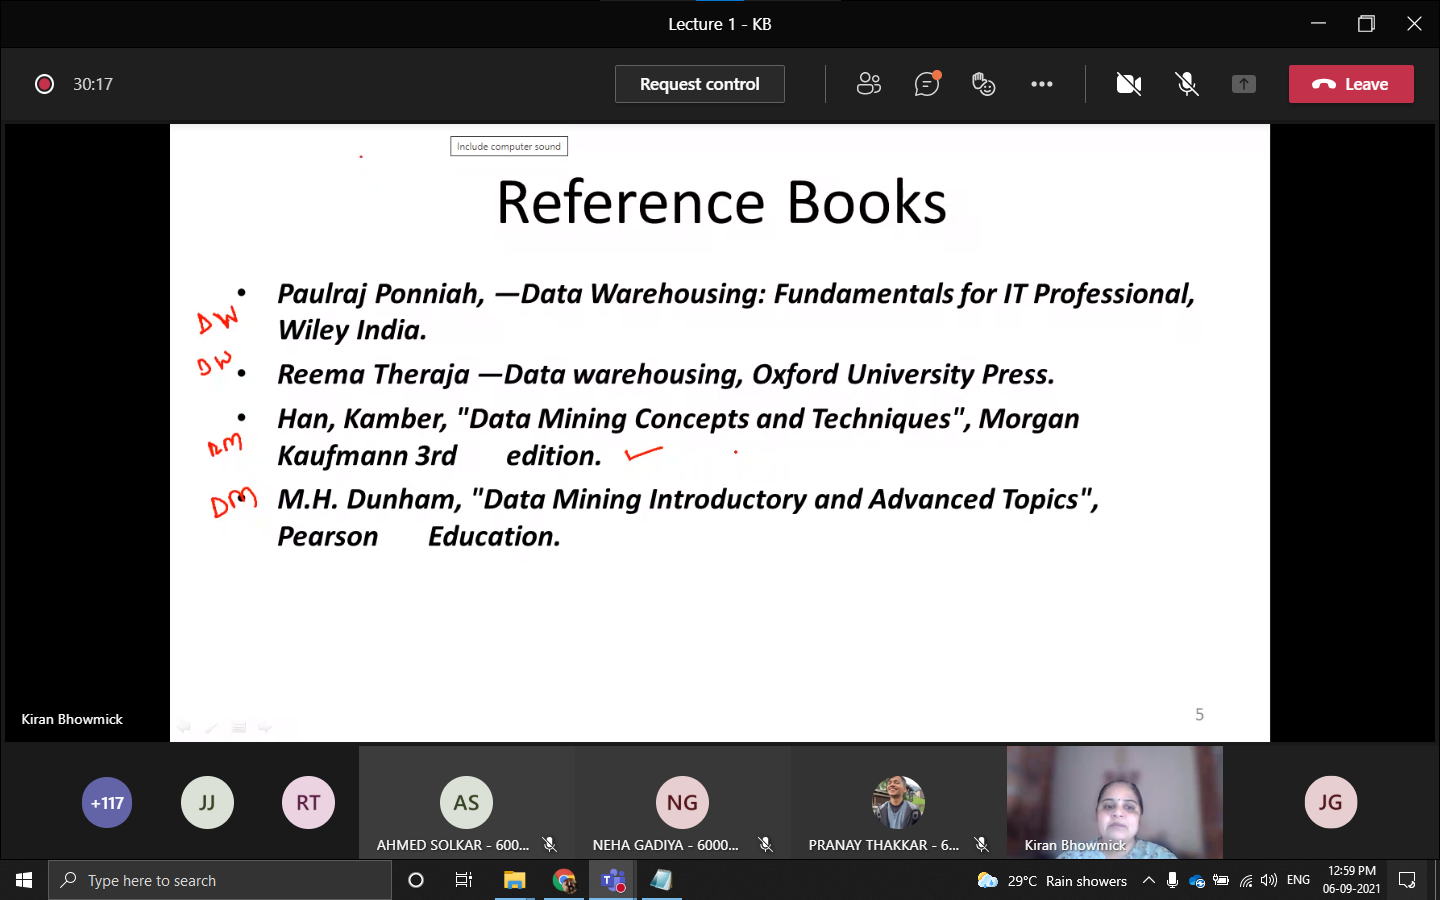 Lecture 1 - KB
30:17
Request control
Leave
Include computer sound
Reference Books
• Paulraj Ponniah, —Data Warehousing: Fundamentals for IT Professional,
DW
Wiley India.
DW
• Reema Theraja —Data warehousing, Oxford University Press.
• Han, Kamber, "Data Mining Concepts and Techniques", Morgan
DM
Kaufmann 3rd edition.
DM
• M.H. Dunham, "Data Mining Introductory and Advanced Topics",
Pearson Education.
5
Kiran Bhowmick
+117
JJ
RT
AS
NG
JG
AHMED SOLKAR - 600...
NEHA GADIYA - 6000...
PRANAY THAKKAR - 6...
Kiran Bhowmick
Type here to search
29°C Rain showers
ENG
12:59 PM
06-09-2021